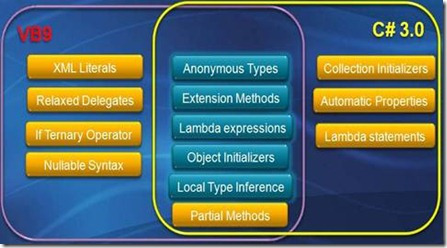 VB9
C# 3.0
XML Literals
Relaxed Delegates
If Ternary Operator
Nullable Syntax
Anonymous Types
Extension Methods
Lambda expressions
Object Initializers
Local Type Inference
Partial Methods
Collection Initializers
Automatic Properties
Lambda statements